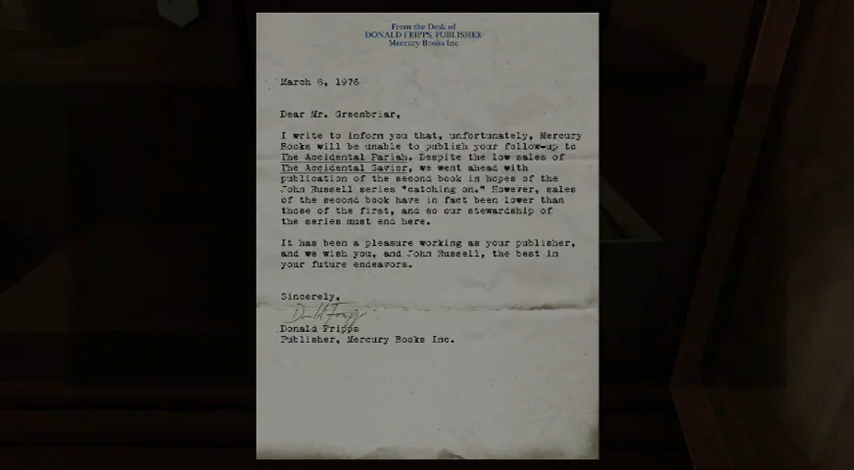 From the Desk of
DONALD FRIPPS, PUBLISHER
Mercury Books Inc
March 6, 1976
Dear Mr. Greenbriar,
I write to inform you that, unfortunately, Mercury
Books will be unable to publish your follow-up to
The Accidental Pariah. Despite the low sales of
The Accidental Savior, we went ahead with
publication of the second book in hopes of the
John Russell series "catching on." However, sales
of the second book have in fact been lower than
those of the first, and so our stewardship of
the series must end here.
It has been a pleasure working as your publisher,
and we wish you, and John Russell, the best in
your future endeavors.
Sincerely,
Donald Fripps
Donald Fripps
Publisher, Mercury Books Inc.